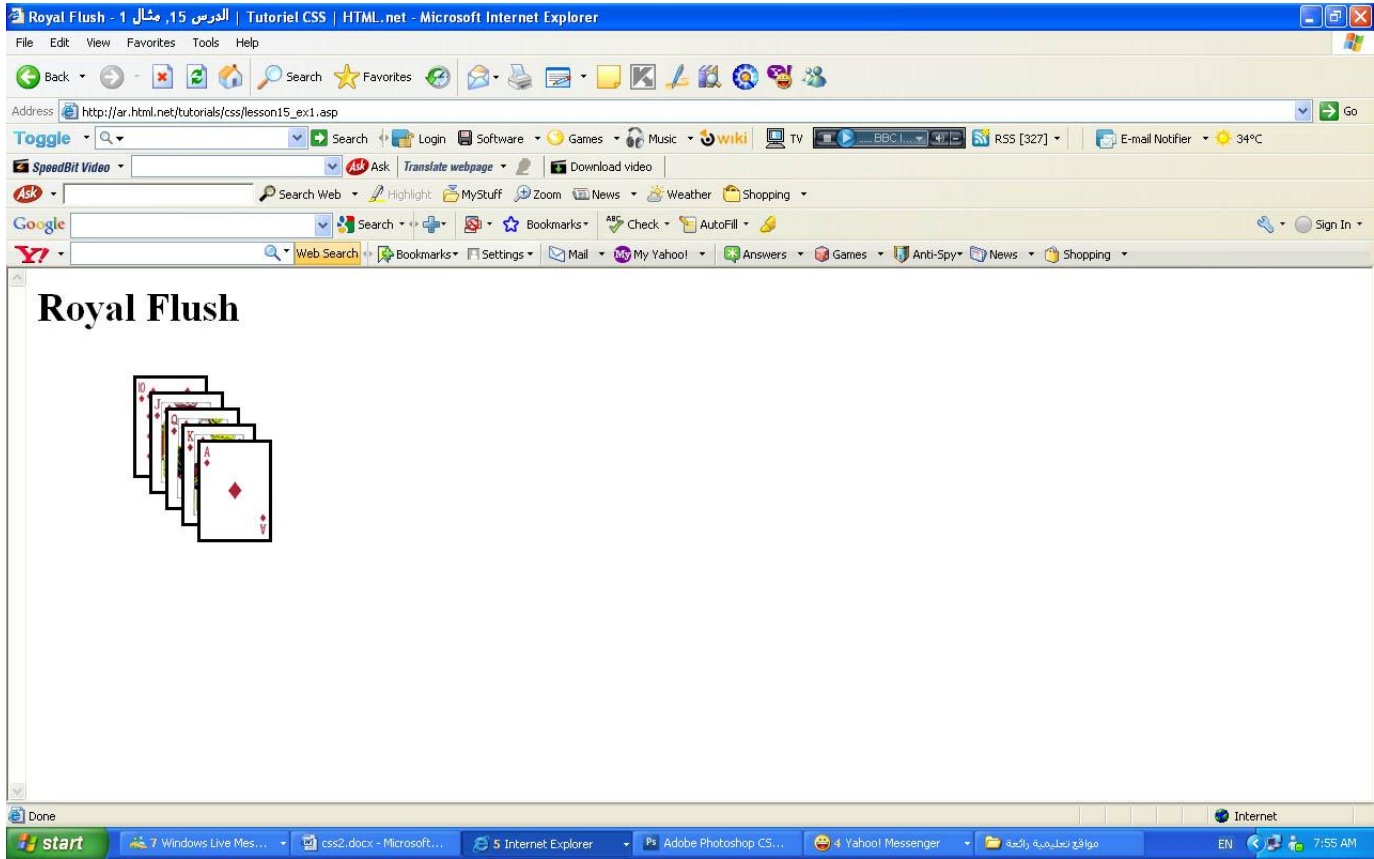 Royal Flush - الدرس 15, مثال 1 | Tutoriel CSS | HTML.net - Microsoft Internet Explorer
File Edit View Favorites Tools Help
Back Search Favorites
Address http://ar.html.net/tutorials/css/lesson15_ex1.asp Go
Toggle Search Login Software Games Music wiki TV BBC RSS [327] E-mail Notifier 34°C
SpeedBit Video Ask Translate webpage Download video
Ask Search Web Highlight MyStuff Zoom News Weather Shopping
Google Search Bookmarks Check AutoFill Sign In
Y! Web Search Bookmarks Settings Mail My Yahoo! Answers Games Anti-Spy News Shopping
Royal Flush
10
J
Q
K
A
A
Done Internet
start 7 Windows Live Mes... css2.docx - Microsoft... 5 Internet Explorer Ps Adobe Photoshop CS... 4 Yahoo! Messenger مواقع تعليمية رائعة EN 7:55 AM